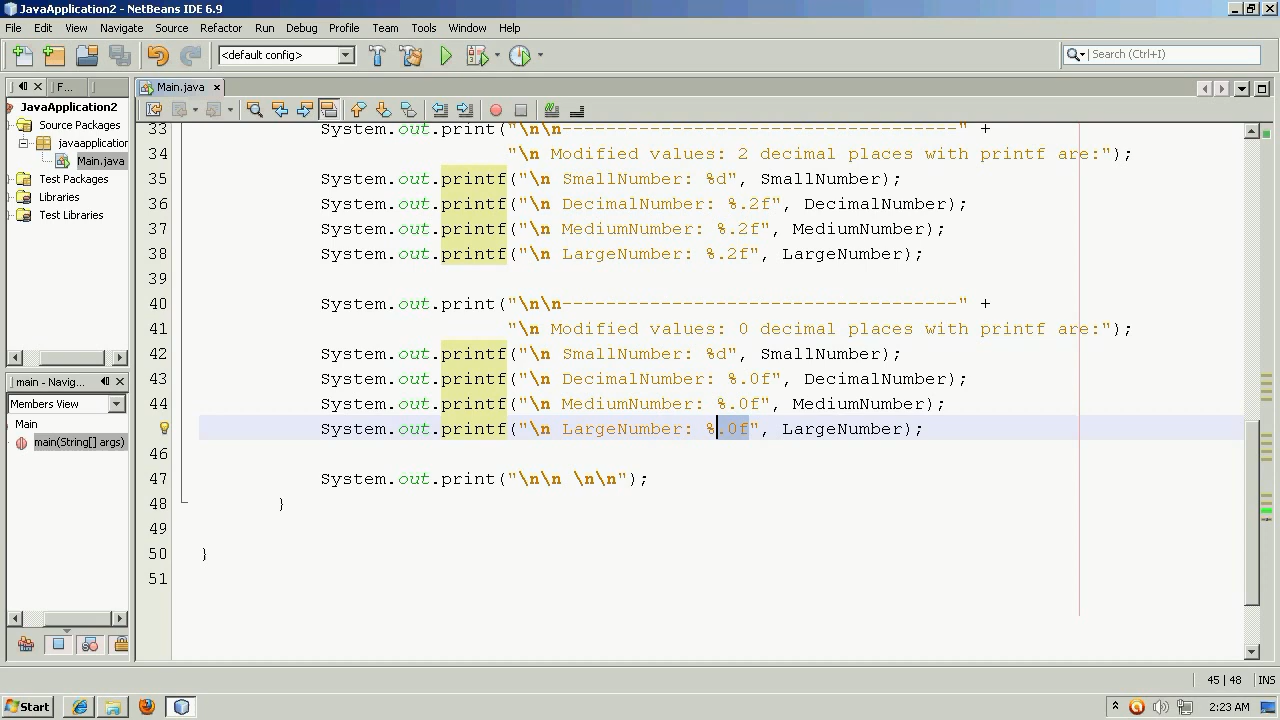 JavaApplication2 - NetBeans IDE 6.9
File Edit View Navigate Source Refactor Run Debug Profile Team Tools Window Help
<default config>
Search (Ctrl+I)
F...
Main.java
JavaApplication2
Source Packages
javaapplication
Main.java
Test Packages
Libraries
Test Libraries
main - Navig...
Members View
Main
main(String[] args)
33 System.out.print("\n\n------------------------------------" +
34 "\n Modified values: 2 decimal places with printf are:");
35 System.out.printf("\n SmallNumber: %d", SmallNumber);
36 System.out.printf("\n DecimalNumber: %.2f", DecimalNumber);
37 System.out.printf("\n MediumNumber: %.2f", MediumNumber);
38 System.out.printf("\n LargeNumber: %.2f", LargeNumber);
39
40 System.out.print("\n\n------------------------------------" +
41 "\n Modified values: 0 decimal places with printf are:");
42 System.out.printf("\n SmallNumber: %d", SmallNumber);
43 System.out.printf("\n DecimalNumber: %.0f", DecimalNumber);
44 System.out.printf("\n MediumNumber: %.0f", MediumNumber);
System.out.printf("\n LargeNumber: %.0f", LargeNumber);
46
47 System.out.print("\n\n \n\n");
48 }
49
50 }
51
45 | 48 INS
Start
2:23 AM